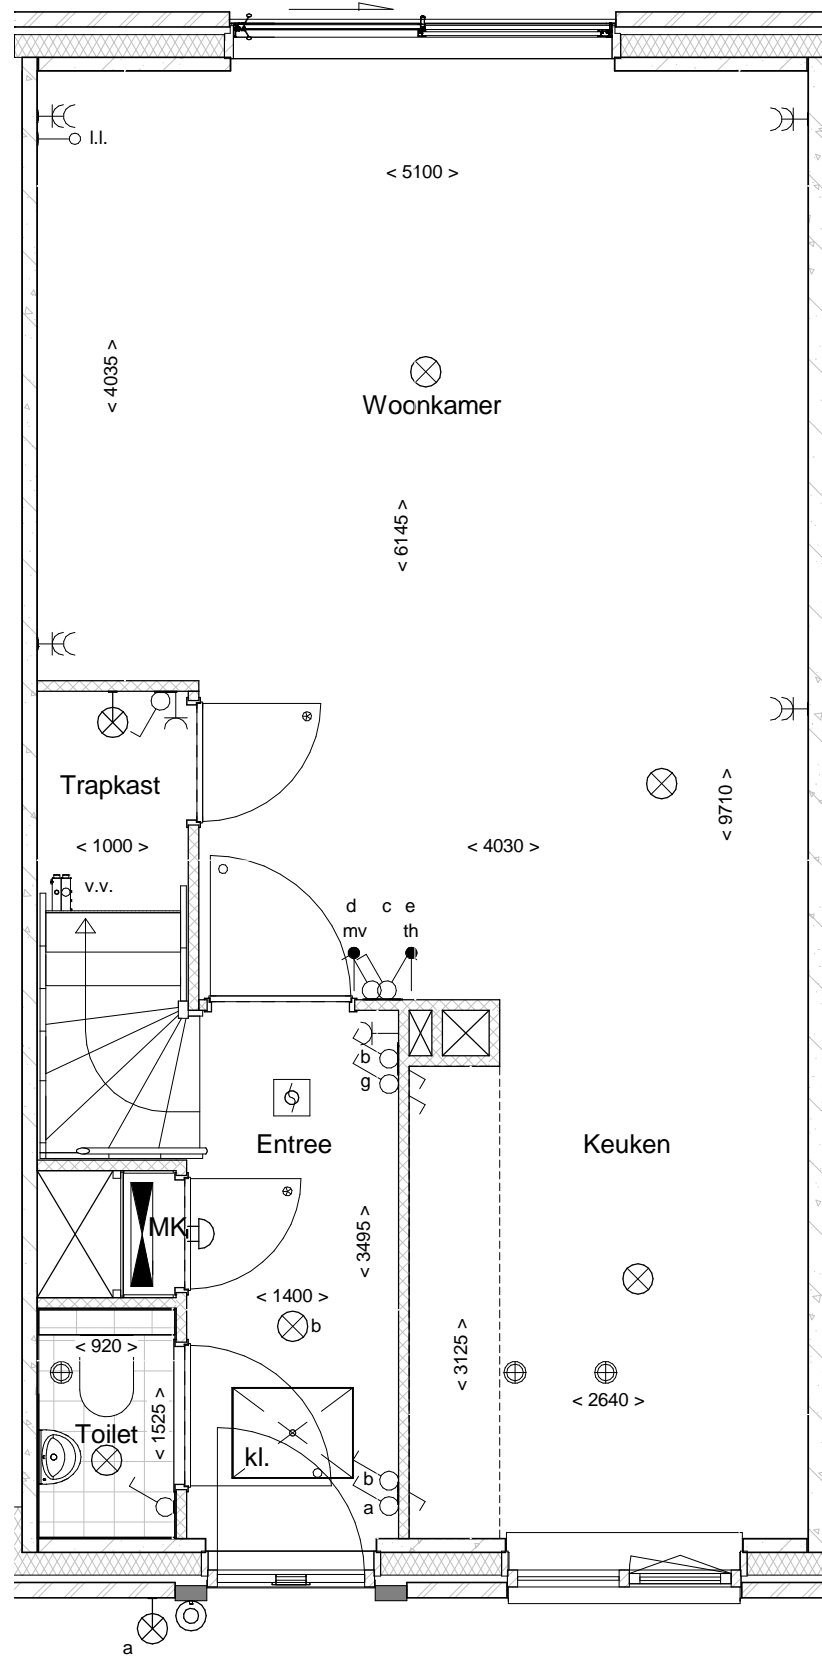 l.l.
< 5100 >
< 4035 >
Woonkamer
< 6145 >
Trapkast
< 9710 >
< 1000 >
< 4030 >
v.v.
d c e
mv th
b
g
Entree
Keuken
MK
< 3495 >
< 1400 >
b
< 920 >
< 3125 >
< 1525 >
< 2640 >
Toilet
kl.
b
a
a